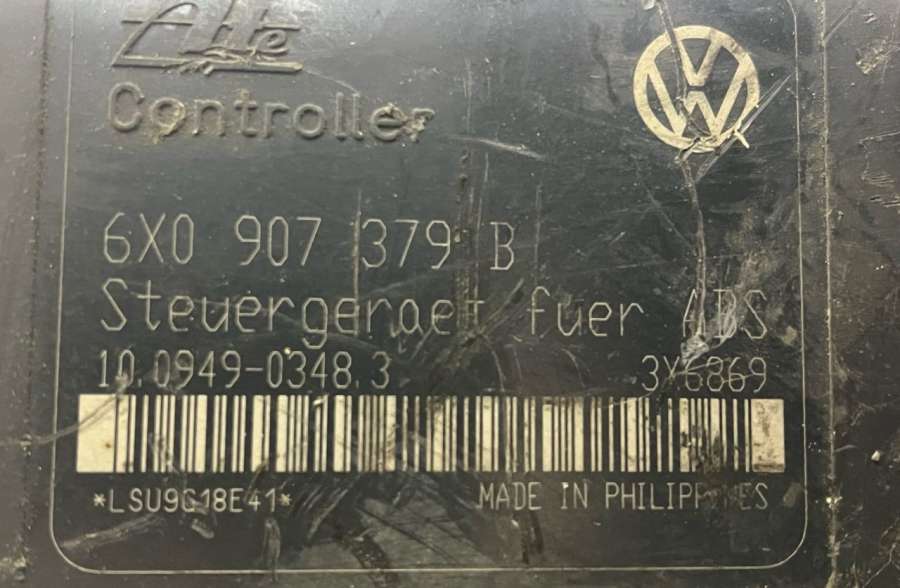 Ate
Controller
6X0 907 379 B
Steuergeraet fuer ABS
10.0949-0348.3 3X6869
*LSU9G18E41*
MADE IN PHILIPPINES